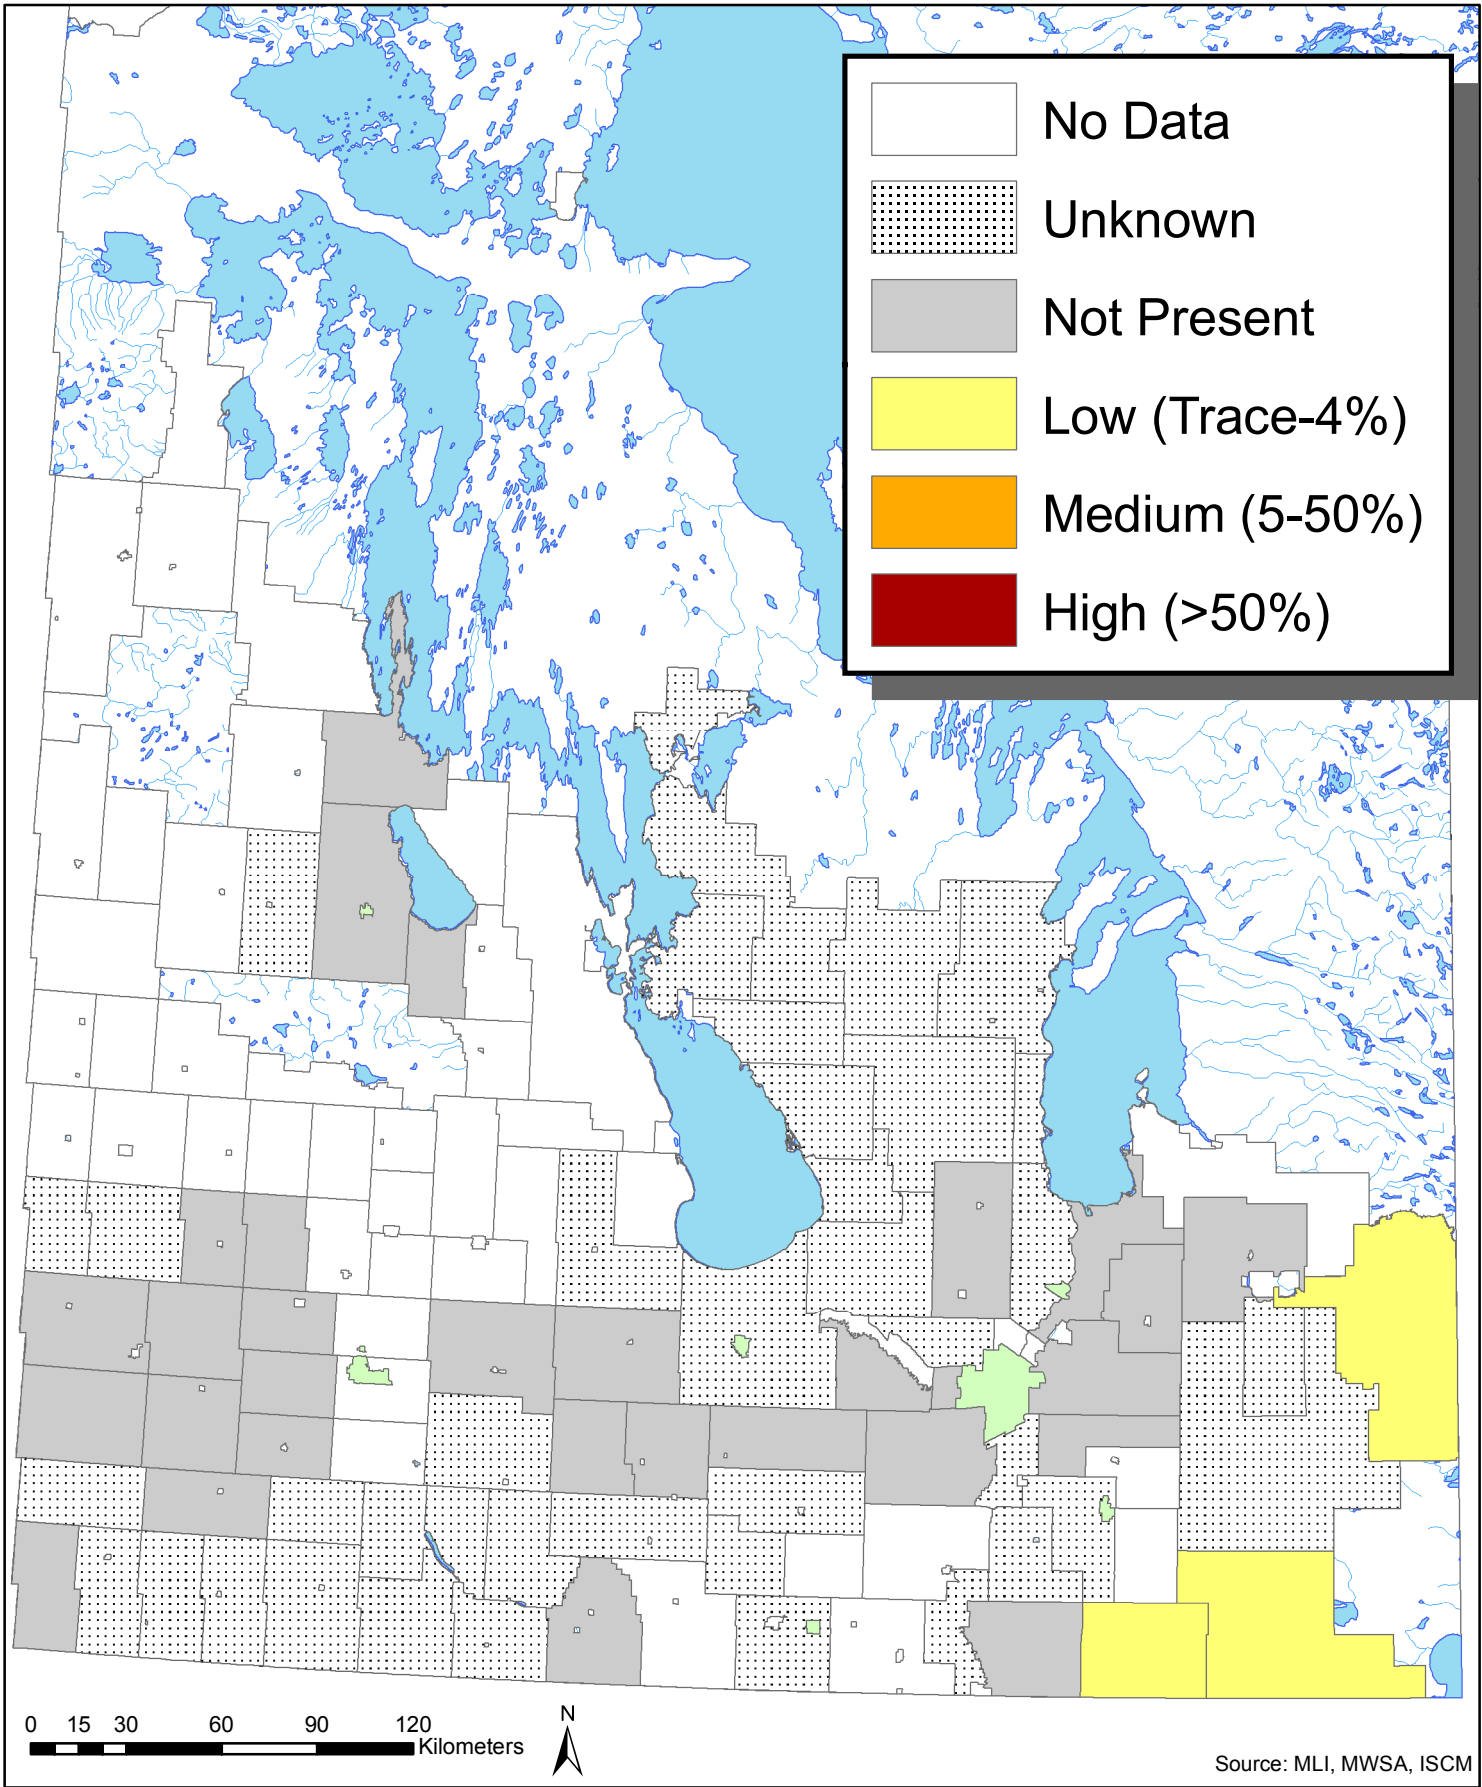 No Data
Unknown
Not Present
Low (Trace-4%)
Medium (5-50%)
High (>50%)
0 15 30 60 90 120
Kilometers
N
Source: MLI, MWSA, ISCM